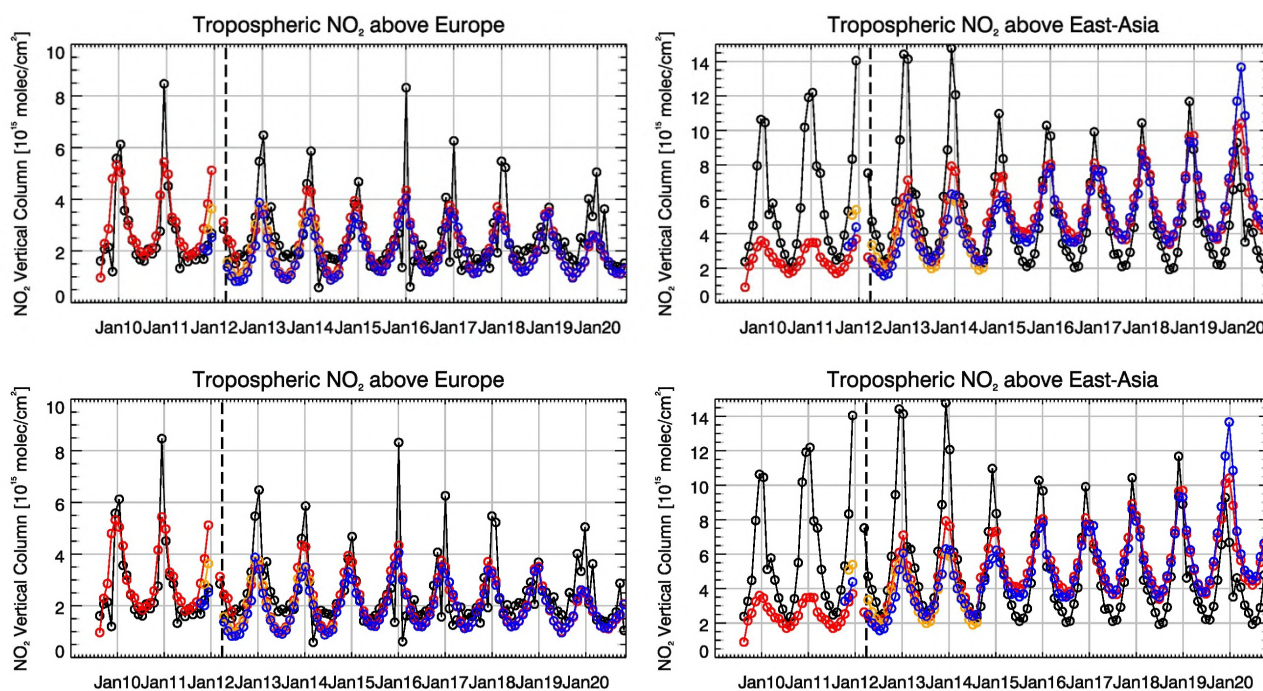 Tropospheric NO₂ above Europe
NO₂ Vertical Column [10¹⁵ molec/cm²]
10
8
6
4
2
0
Jan10Jan11Jan12Jan13Jan14Jan15Jan16Jan17Jan18Jan19Jan20
Tropospheric NO₂ above East-Asia
NO₂ Vertical Column [10¹⁵ molec/cm²]
14
12
10
8
6
4
2
0
Jan10Jan11Jan12Jan13Jan14Jan15Jan16Jan17Jan18Jan19Jan20
Tropospheric NO₂ above Europe
NO₂ Vertical Column [10¹⁵ molec/cm²]
10
8
6
4
2
0
Jan10Jan11Jan12Jan13Jan14Jan15Jan16Jan17Jan18Jan19Jan20
Tropospheric NO₂ above East-Asia
NO₂ Vertical Column [10¹⁵ molec/cm²]
14
12
10
8
6
4
2
0
Jan10Jan11Jan12Jan13Jan14Jan15Jan16Jan17Jan18Jan19Jan20